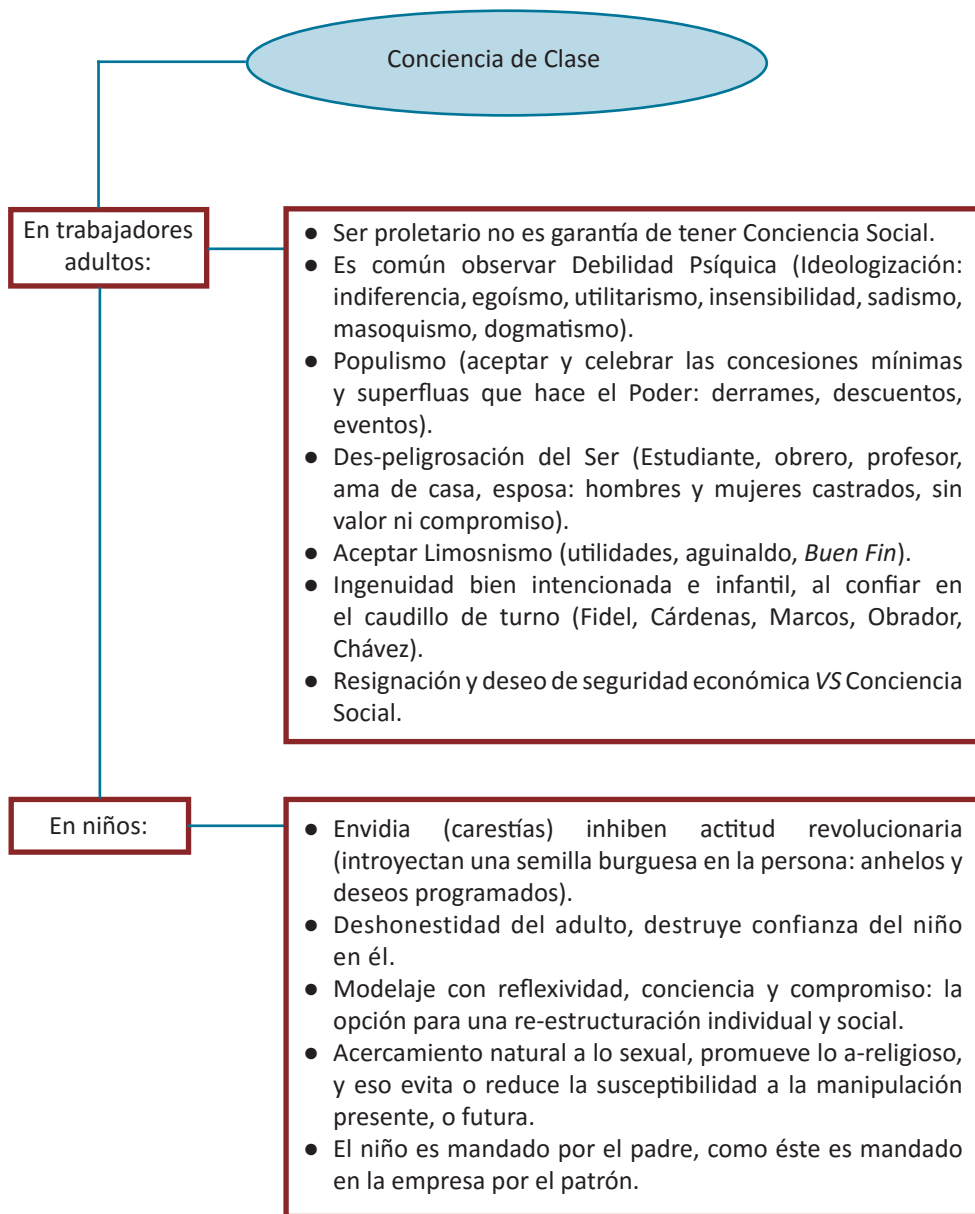 Conciencia de Clase
En trabajadores
adultos:
● Ser proletario no es garantía de tener Conciencia Social.
● Es común observar Debilidad Psíquica (Ideologización:
indiferencia, egoísmo, utilitarismo, insensibilidad, sadismo,
masoquismo, dogmatismo).
● Populismo (aceptar y celebrar las concesiones mínimas
y superfluas que hace el Poder: derrames, descuentos,
eventos).
● Des-peligrosación del Ser (Estudiante, obrero, profesor,
ama de casa, esposa: hombres y mujeres castrados, sin
valor ni compromiso).
● Aceptar Limosnismo (utilidades, aguinaldo, Buen Fin).
● Ingenuidad bien intencionada e infantil, al confiar en
el caudillo de turno (Fidel, Cárdenas, Marcos, Obrador,
Chávez).
● Resignación y deseo de seguridad económica VS Conciencia
Social.
En niños:
● Envidia (carestías) inhiben actitud revolucionaria
(introyectan una semilla burguesa en la persona: anhelos y
deseos programados).
● Deshonestidad del adulto, destruye confianza del niño
en él.
● Modelaje con reflexividad, conciencia y compromiso: la
opción para una re-estructuración individual y social.
● Acercamiento natural a lo sexual, promueve lo a-religioso,
y eso evita o reduce la susceptibilidad a la manipulación
presente, o futura.
● El niño es mandado por el padre, como éste es mandado
en la empresa por el patrón.